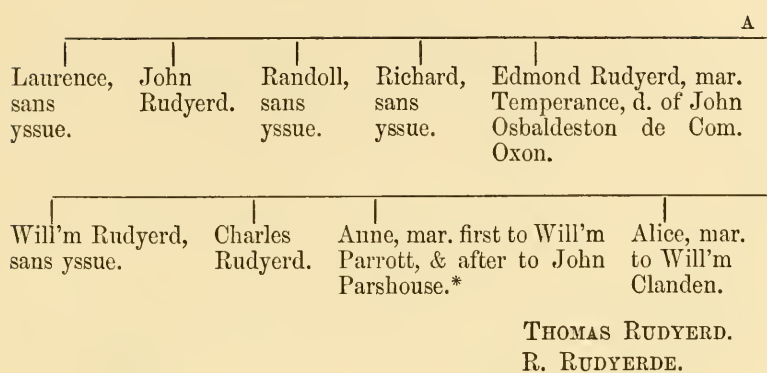 A
Laurence,
sans
yssue.
John
Rudyerd.
Randoll,
sans
yssue.
Richard,
sans
yssue.
Edmond Rudyerd, mar.
Temperance, d. of John
Osbaldeston de Com.
Oxon.
Will'm Rudyerd,
sans yssue.
Charles
Rudyerd.
Anne, mar. first to Will'm
Parrott, & after to John
Parshouse.*
Alice, mar.
to Will'm
Clanden.
THOMAS RUDYERD.
R. RUDYERDE.